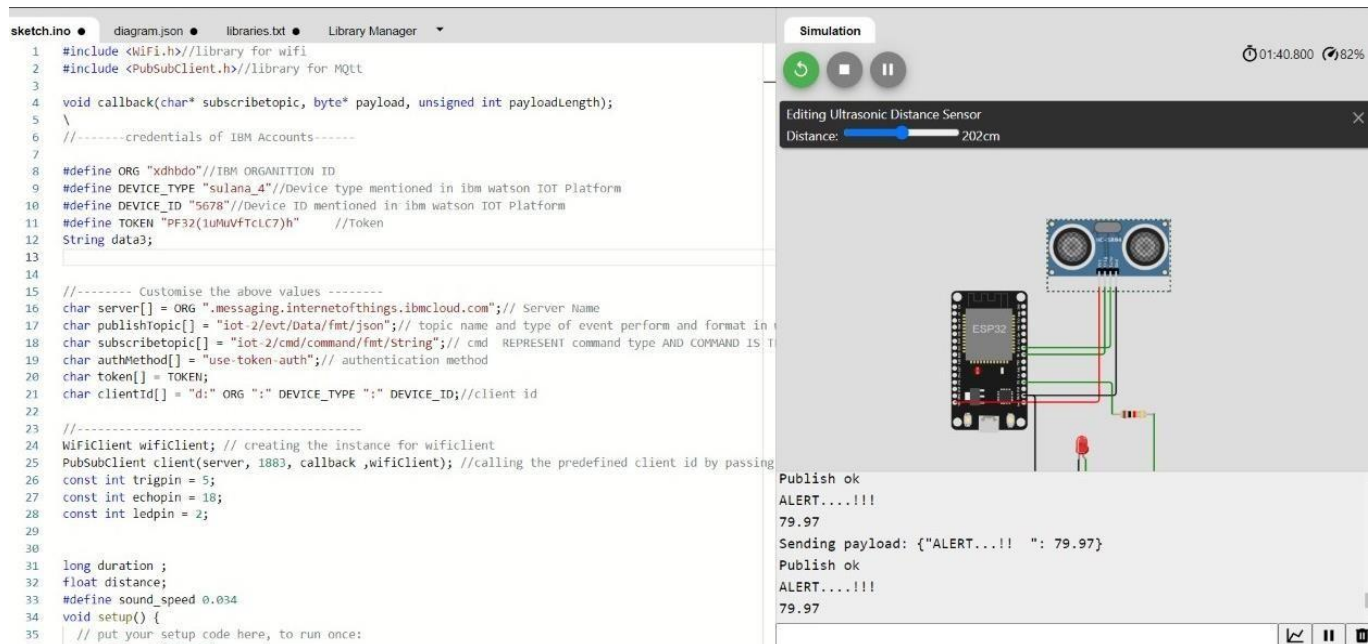 sketch.ino ● diagram.json ● libraries.txt ● Library Manager
1 #include <WiFi.h>//library for wifi
2 #include <PubSubClient.h>//library for MQtt
3
4 void callback(char* subscribetopic, byte* payload, unsigned int payloadLength);
5 \
6 //-------credentials of IBM Accounts------
7
8 #define ORG "xdhbdo"//IBM ORGANITION ID
9 #define DEVICE_TYPE "sulana_4"//Device type mentioned in ibm watson IOT Platform
10 #define DEVICE_ID "5678"//Device ID mentioned in ibm watson IOT Platform
11 #define TOKEN "PF32(1uMuVfTcLC7)h" //Token
12 String data3;
13
14
15 //-------- Customise the above values --------
16 char server[] = ORG ".messaging.internetofthings.ibmcloud.com";// Server Name
17 char publishTopic[] = "iot-2/evt/Data/fmt/json";// topic name and type of event perform and format in
18 char subscribetopic[] = "iot-2/cmd/command/fmt/String";// cmd REPRESENT command type AND COMMAND IS
19 char authMethod[] = "use-token-auth";// authentication method
20 char token[] = TOKEN;
21 char clientId[] = "d:" ORG ":" DEVICE_TYPE ":" DEVICE_ID;//client id
22
23 //----------------------------------------
24 WiFiClient wifiClient; // creating the instance for wificlient
25 PubSubClient client(server, 1883, callback ,wifiClient); //calling the predefined client id by passing
26 const int trigpin = 5;
27 const int echopin = 18;
28 const int ledpin = 2;
29
30
31 long duration ;
32 float distance;
33 #define sound_speed 0.034
34 void setup() {
35 // put your setup code here, to run once:
Simulation
01:40.800 82%
Editing Ultrasonic Distance Sensor
Distance: 202cm
ESP32
Publish ok
ALERT....!!!
79.97
Sending payload: {"ALERT...!!  ": 79.97}
Publish ok
ALERT....!!!
79.97